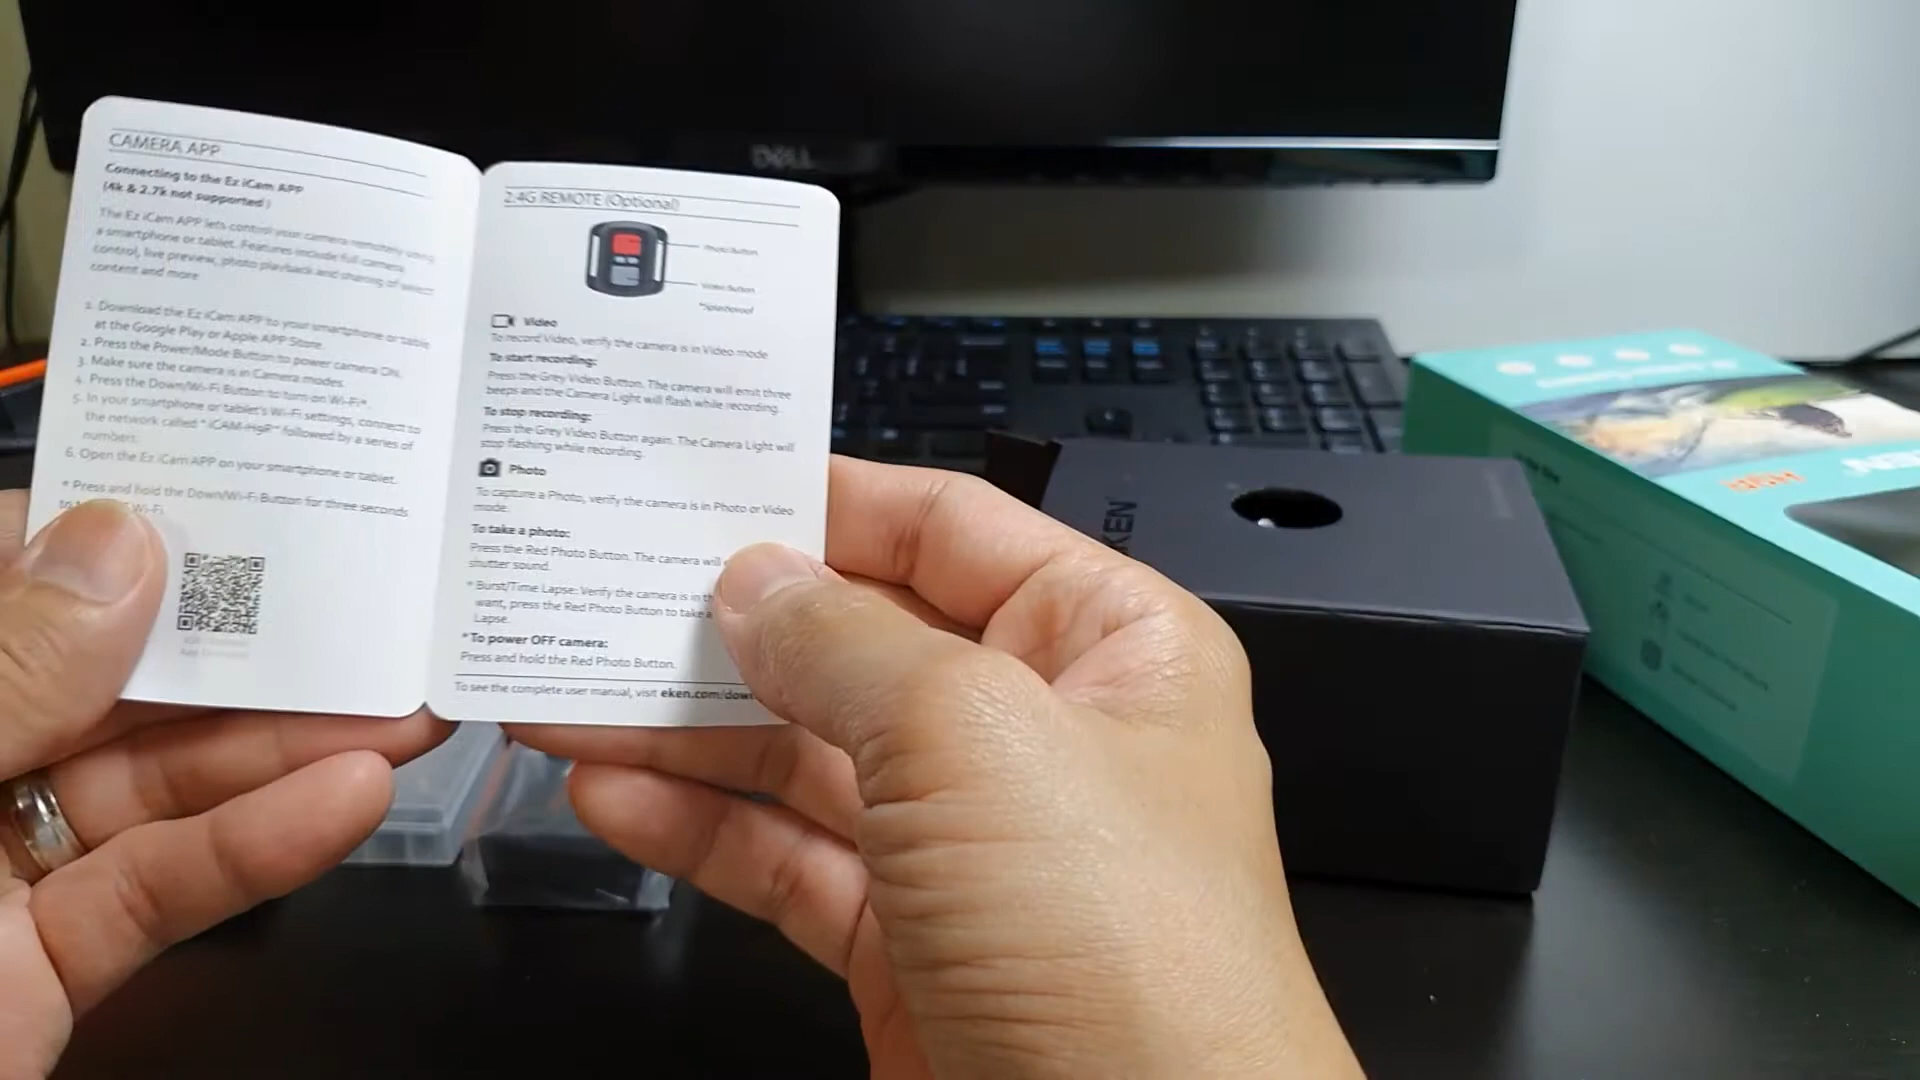 DELL
CAMERA APP
Connecting to the Ez iCam APP
(4k & 2.7k not supported)
The Ez iCam APP lets control your camera remotely using
a smartphone or tablet. Features include full camera
control, live preview, photo playback and sharing of select
content and more
1. Download the Ez iCam APP to your smartphone or table
at the Google Play or Apple APP Store.
2. Press the Power/Mode Button to power camera ON.
3. Make sure the camera is in Camera modes.
4. Press the Down/Wi-Fi Button to turn on Wi-Fi*.
5. In your smartphone or tablet's Wi-Fi settings, connect to
the network called " iCAM-H9R" followed by a series of
numbers.
6. Open the Ez iCam APP on your smartphone or tablet.
* Press and hold the Down/Wi-Fi Button for three seconds
to Wi-Fi
2.4G REMOTE (Optional)
Photo Button
Video Button
*Splashproof
Video
To record Video, verify the camera is in Video mode
To start recording:
Press the Grey Video Button. The camera will emit three
beeps and the Camera Light will flash while recording.
To stop recording:
Press the Grey Video Button again. The Camera Light will
stop flashing while recording.
Photo
To capture a Photo, verify the camera is in Photo or Video
mode.
To take a photo:
Press the Red Photo Button. The camera will
shutter sound.
* Burst/Time Lapse: Verify the camera is in th
want, press the Red Photo Button to take a
Lapse.
*To power OFF camera:
Press and hold the Red Photo Button.
To see the complete user manual, visit eken.com/dow
EKEN
H9R